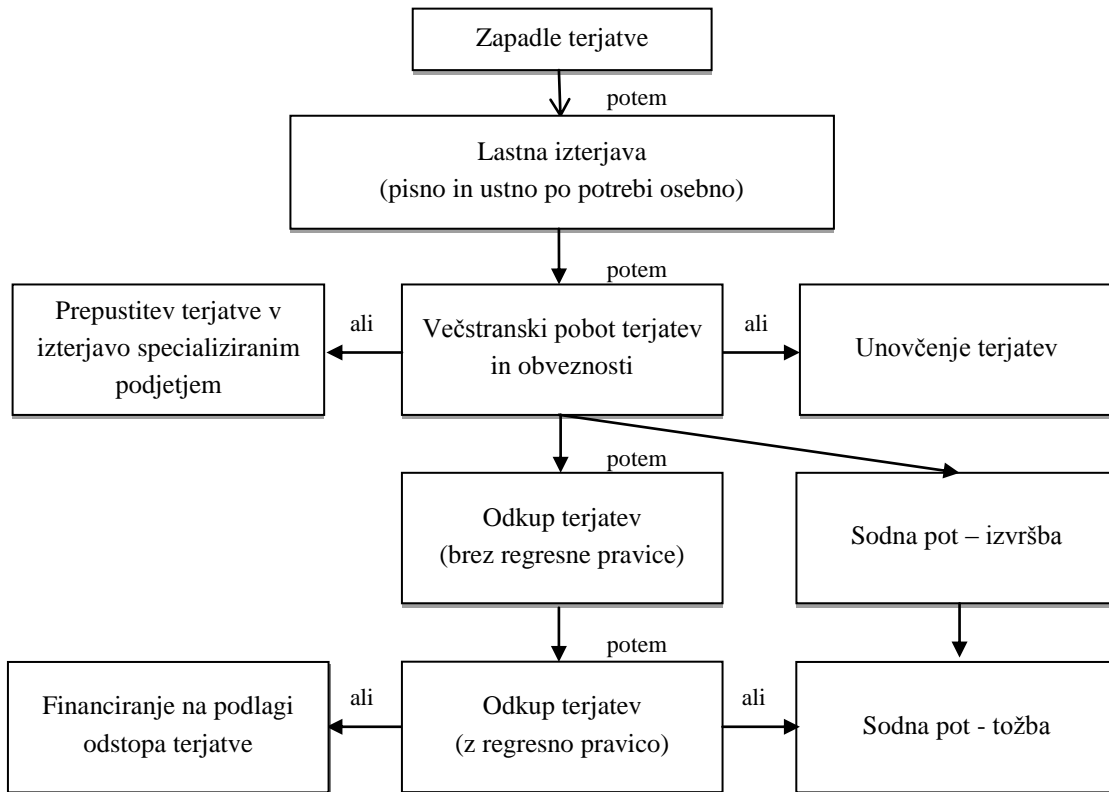 Zapadle terjatve
potem
Lastna izterjava
(pisno in ustno po potrebi osebno)
potem
Prepustitev terjatve v
izterjavo specializiranim
podjetjem
ali
Večstranski pobot terjatev
in obveznosti
ali
Unovčenje terjatev
potem
Odkup terjatev
(brez regresne pravice)
Sodna pot – izvršba
potem
Financiranje na podlagi
odstopa terjatve
ali
Odkup terjatev
(z regresno pravico)
ali
Sodna pot - tožba